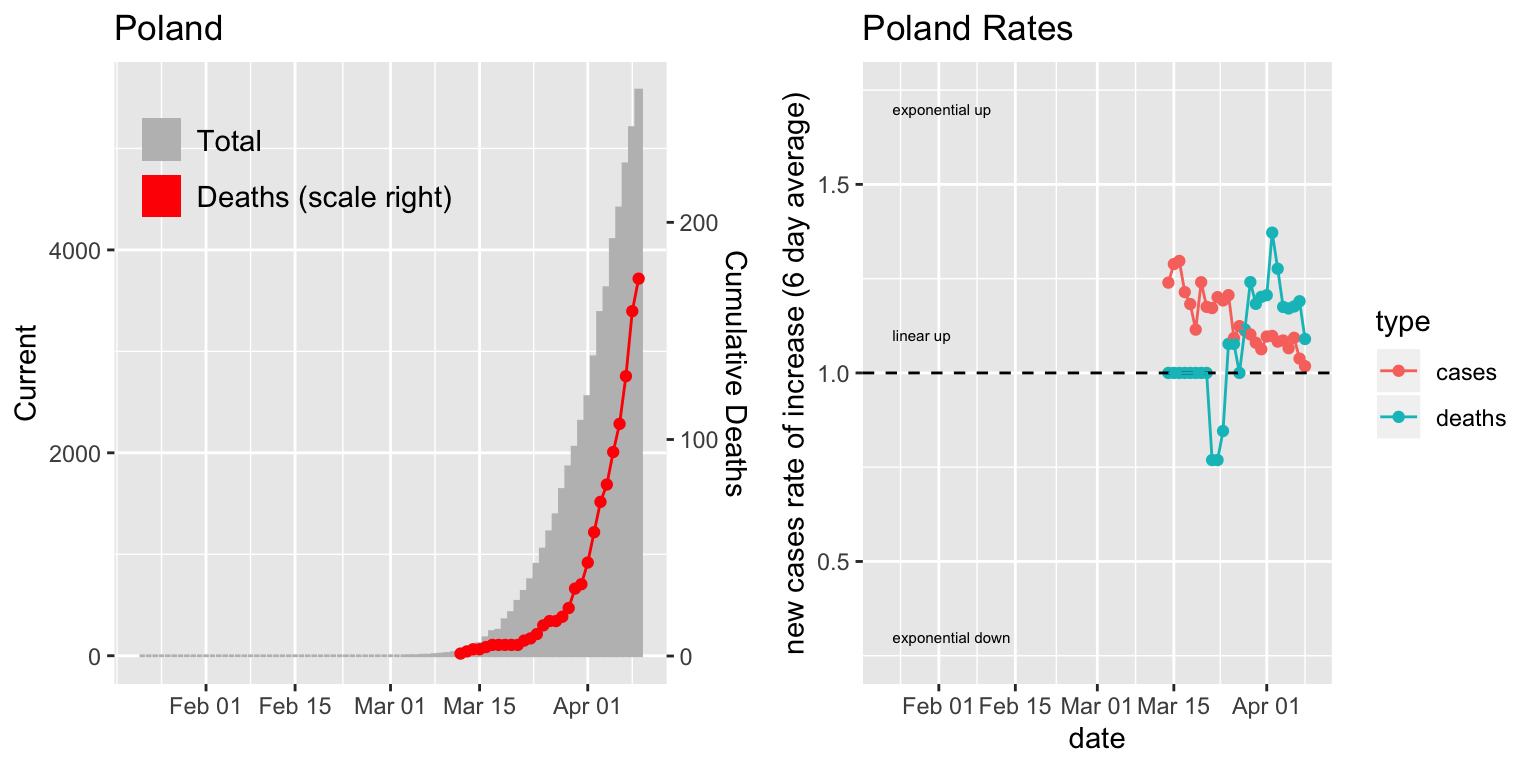 Poland
Total
Deaths (scale right)
Current
4000
2000
0
200
100
0
Cumulative Deaths
Feb 01
Feb 15
Mar 01
Mar 15
Apr 01
Poland Rates
new cases rate of increase (6 day average)
1.5
1.0
0.5
exponential up
linear up
exponential down
Feb 01
Feb 15
Mar 01
Mar 15
Apr 01
date
type
cases
deaths